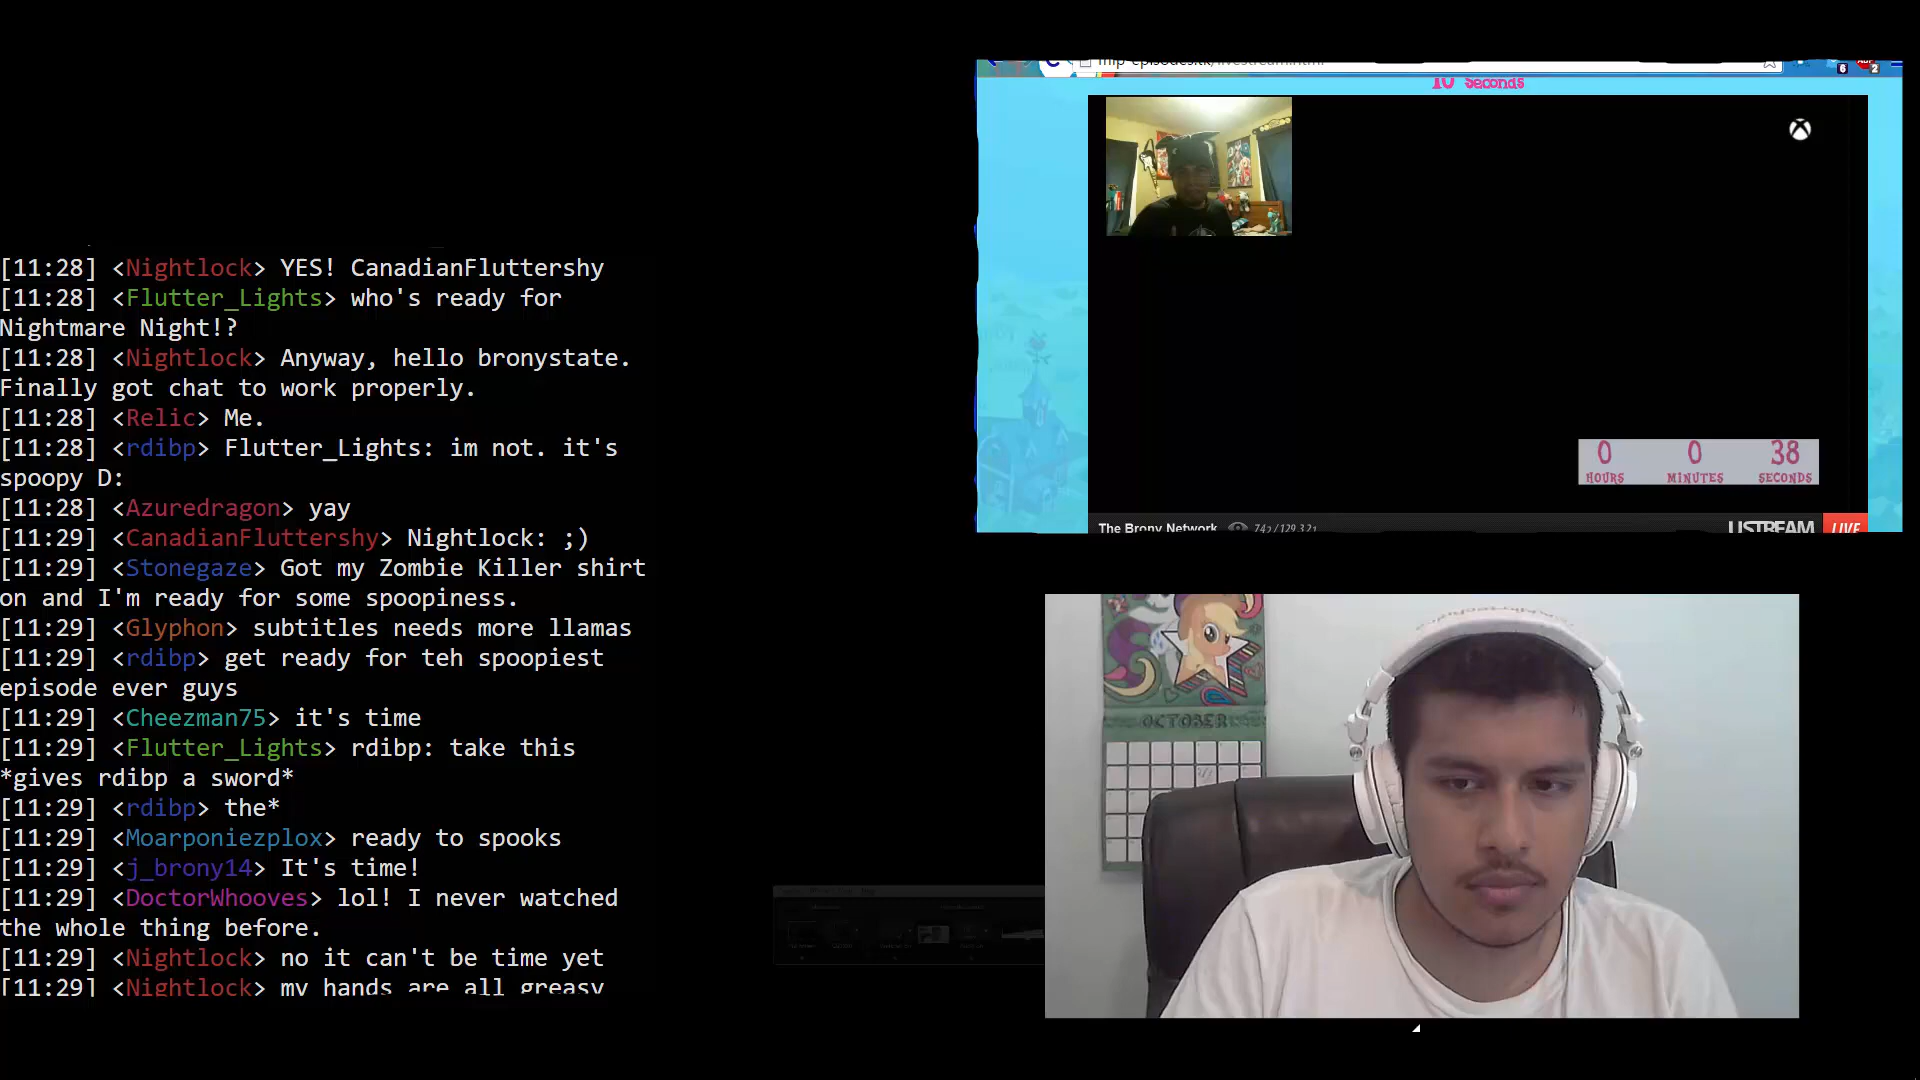 [11:28] <Nightlock> YES! CanadianFluttershy
[11:28] <Flutter_Lights> who's ready for
Nightmare Night!?
[11:28] <Nightlock> Anyway, hello bronystate.
Finally got chat to work properly.
[11:28] <Relic> Me.
[11:28] <rdibp> Flutter_Lights: im not. it's
spoopy D:
[11:28] <Azuredragon> yay
[11:29] <CanadianFluttershy> Nightlock: ;)
[11:29] <Stonegaze> Got my Zombie Killer shirt
on and I'm ready for some spoopiness.
[11:29] <Glyphon> subtitles needs more llamas
[11:29] <rdibp> get ready for teh spoopiest
episode ever guys
[11:29] <Cheezman75> it's time
[11:29] <Flutter_Lights> rdibp: take this
*gives rdibp a sword*
[11:29] <rdibp> the*
[11:29] <Moarponiezplox> ready to spooks
[11:29] <j_brony14> It's time!
[11:29] <DoctorWhooves> lol! I never watched
the whole thing before.
[11:29] <Nightlock> no it can't be time yet
[11:29] <Nightlock> my hands are all greasy
10 Seconds
0 0 38
HOURS MINUTES SECONDS
The Brony Network 742/129,321
USTREAM
LIVE
OCTOBER